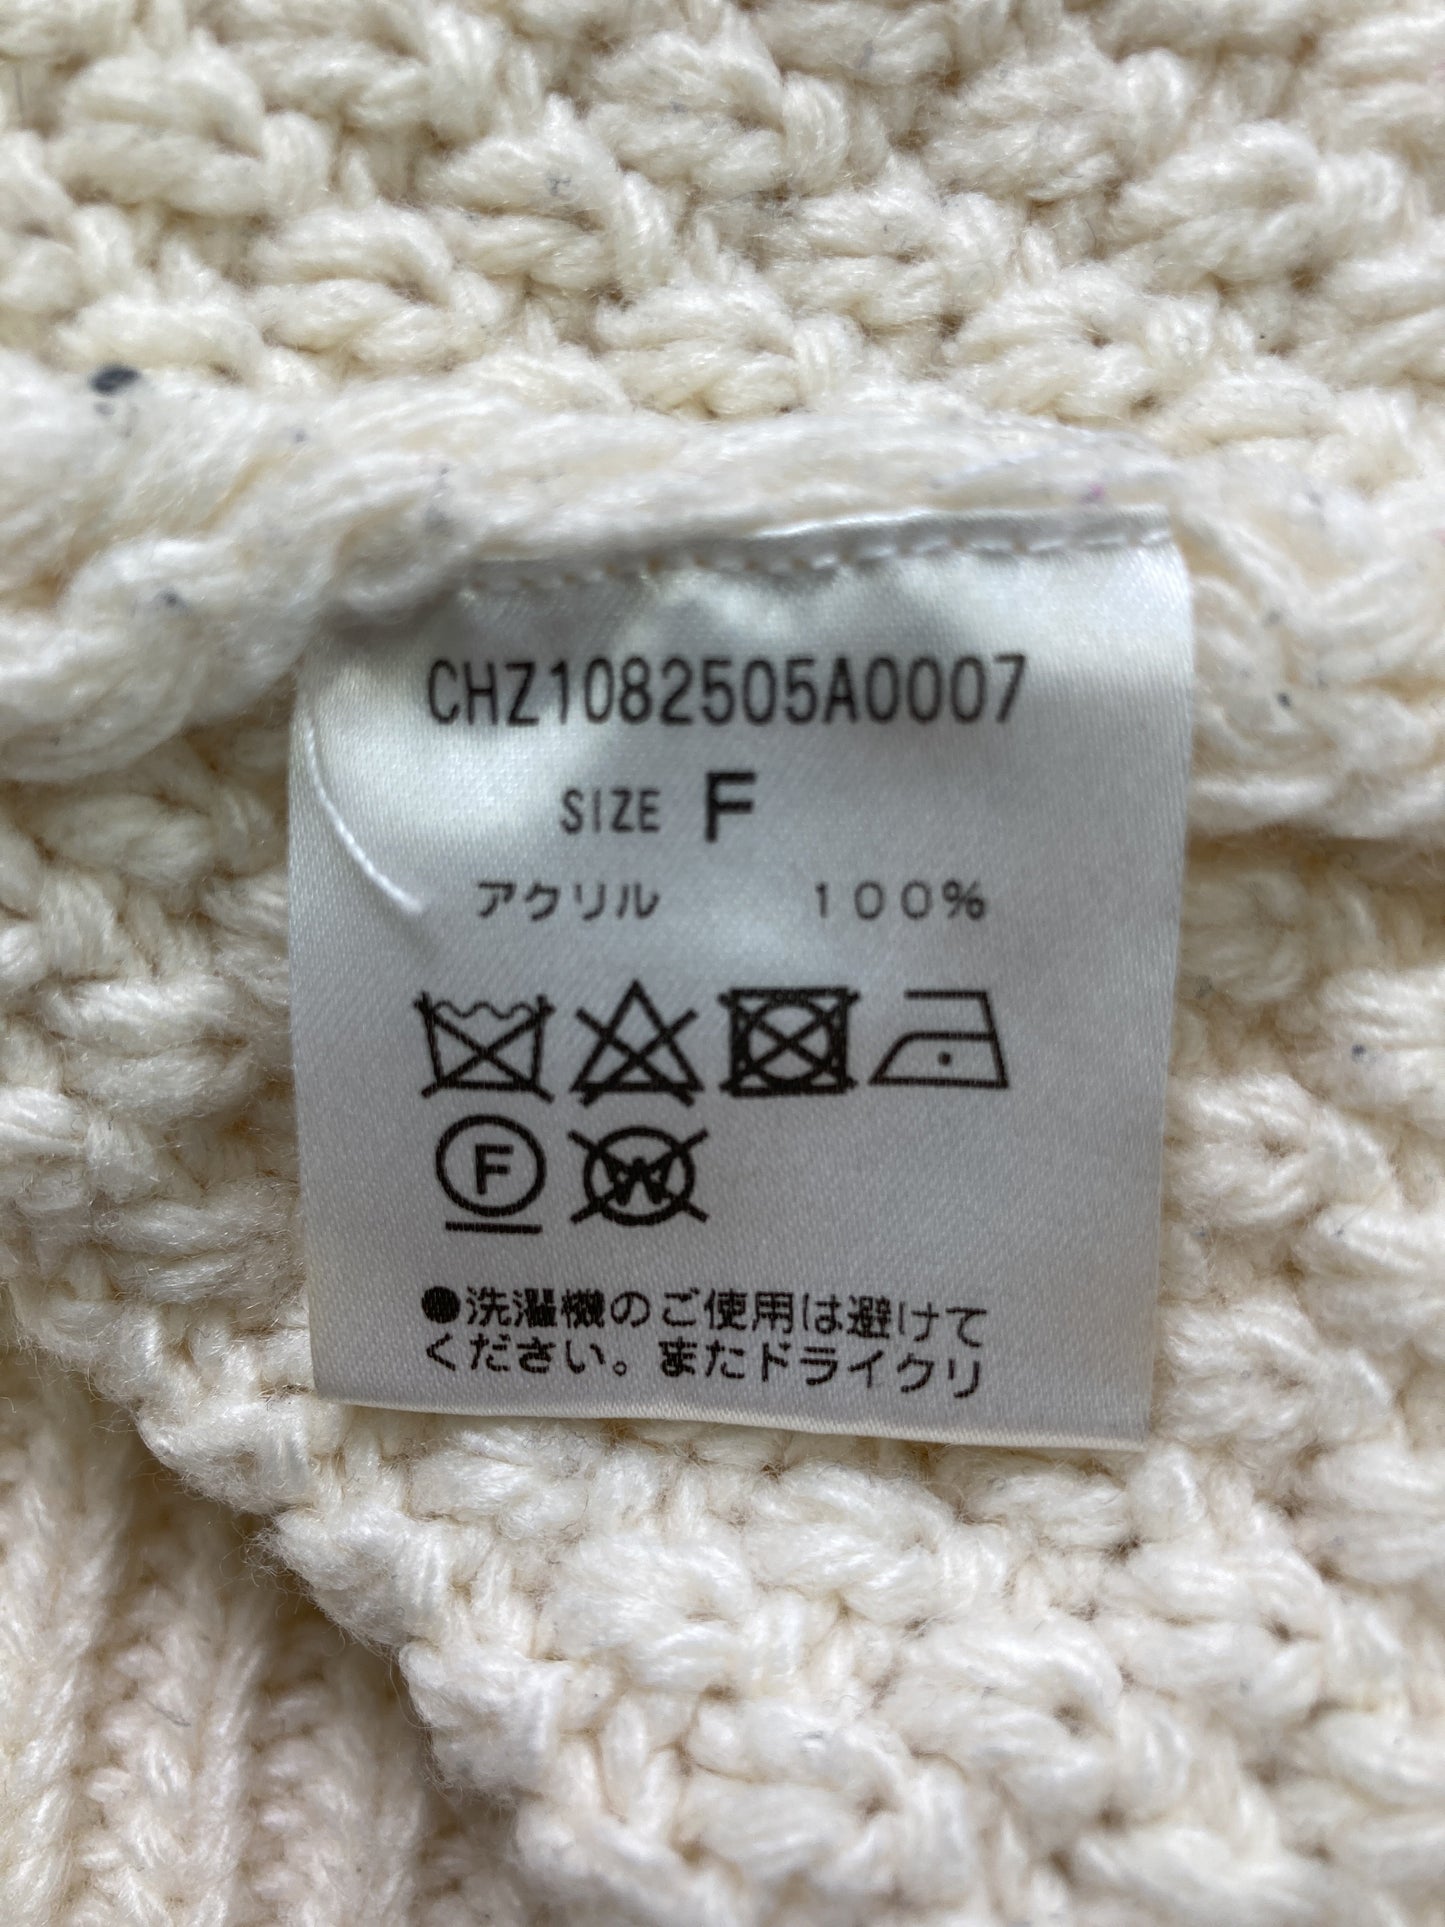 CHZ1082505A0007
SIZE F
アクリル 100%
F
W
●洗濯機のご使用は避けて
ください。またドライクリ